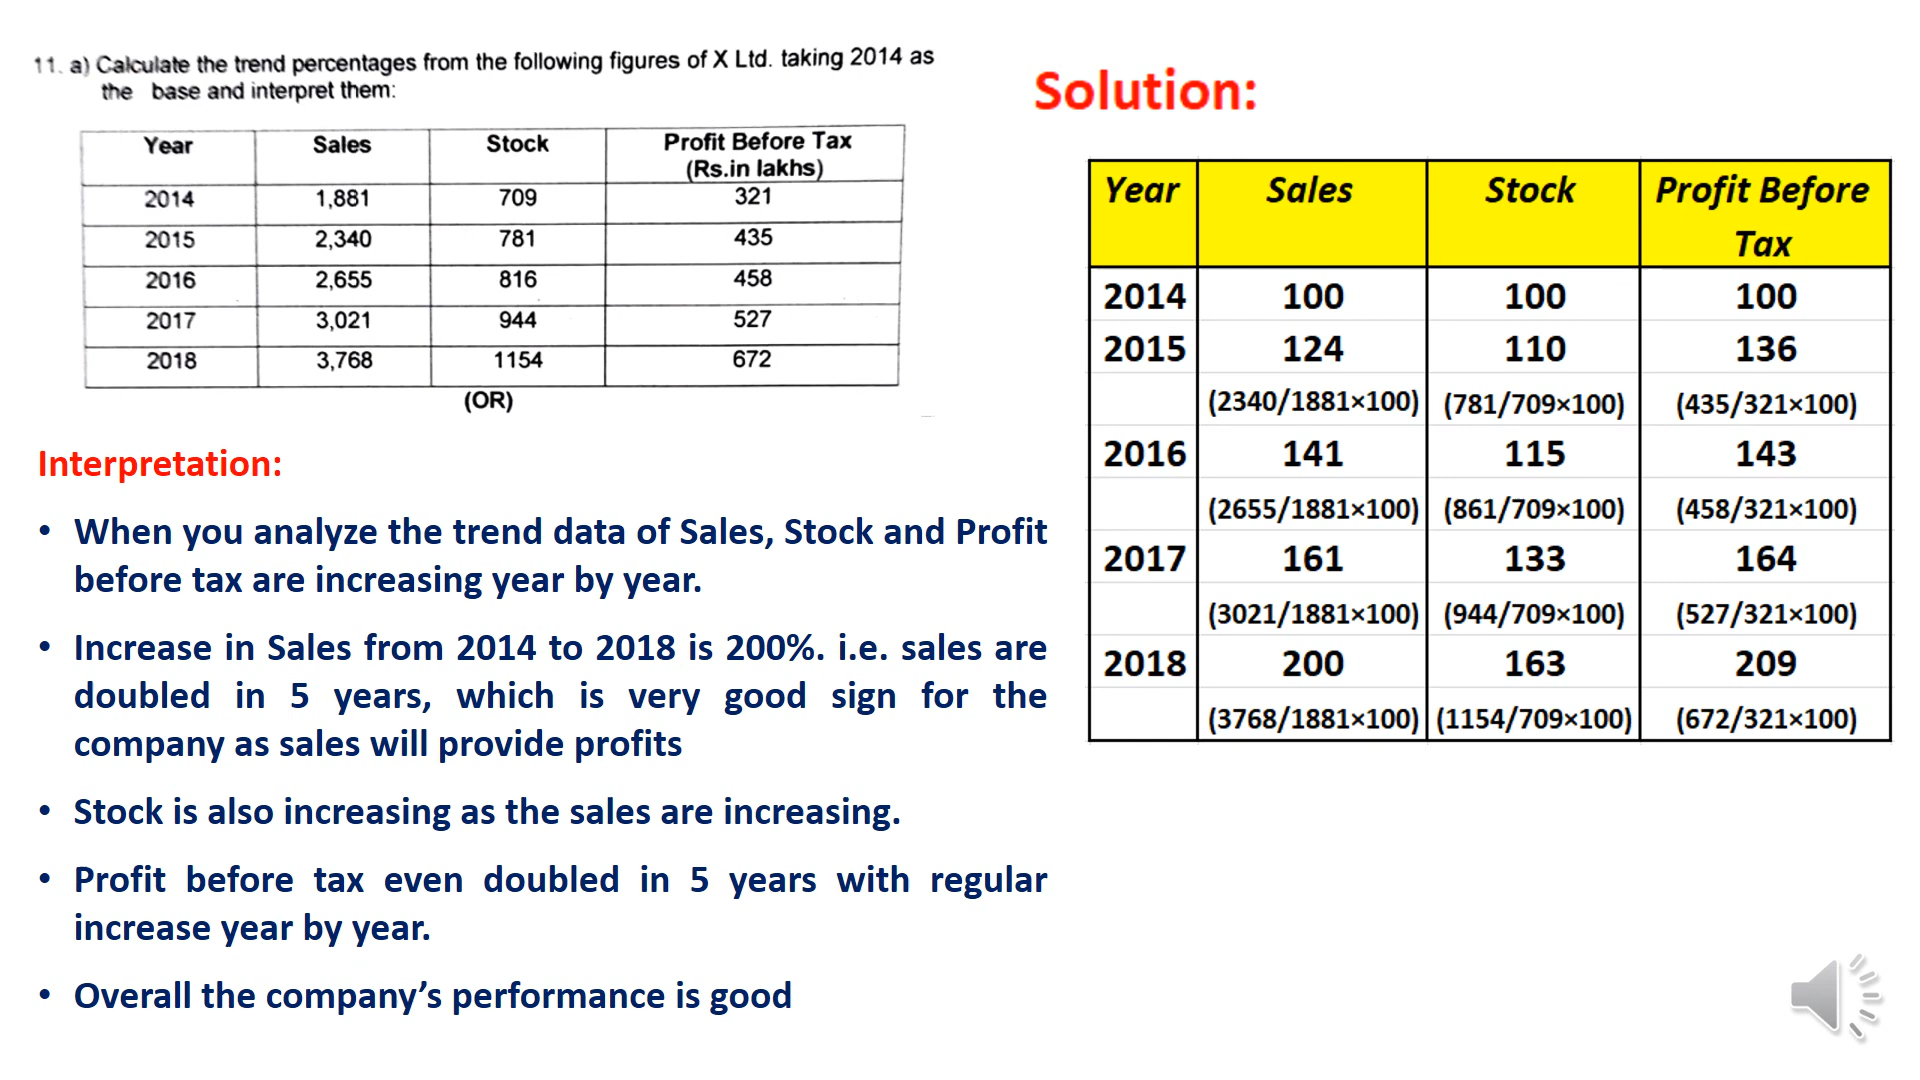 11. a) Calculate the trend percentages from the following figures of X Ltd. taking 2014 as
the base and interpret them:
Year Sales Stock Profit Before Tax
(Rs.in lakhs)
2014 1,881 709 321
2015 2,340 781 435
2016 2,655 816 458
2017 3,021 944 527
2018 3,768 1154 672
(OR)
Interpretation:
• When you analyze the trend data of Sales, Stock and Profit
before tax are increasing year by year.
• Increase in Sales from 2014 to 2018 is 200%. i.e. sales are
doubled in 5 years, which is very good sign for the
company as sales will provide profits
• Stock is also increasing as the sales are increasing.
• Profit before tax even doubled in 5 years with regular
increase year by year.
• Overall the company’s performance is good
Solution:
Year Sales Stock Profit Before
Tax
2014 100 100 100
2015 124 110 136
(2340/1881×100) (781/709×100) (435/321×100)
2016 141 115 143
(2655/1881×100) (861/709×100) (458/321×100)
2017 161 133 164
(3021/1881×100) (944/709×100) (527/321×100)
2018 200 163 209
(3768/1881×100) (1154/709×100) (672/321×100)